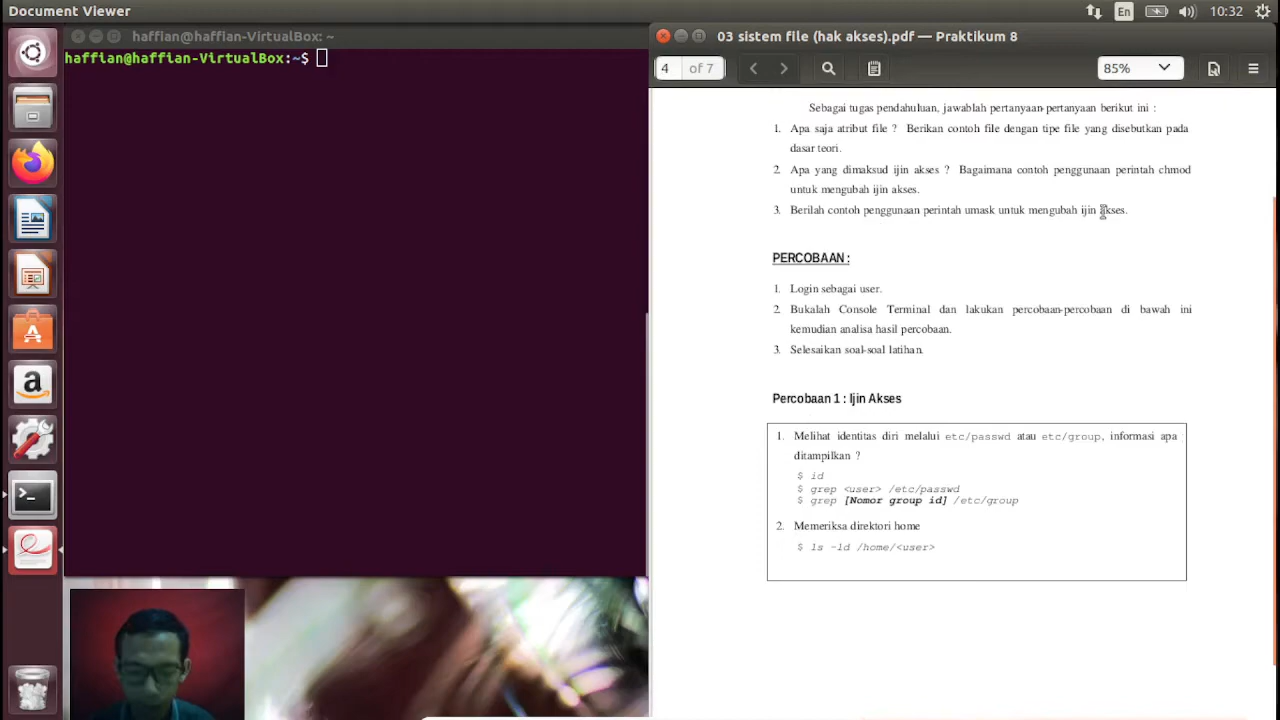 Document Viewer
En
10:32
haffian@haffian-VirtualBox: ~
haffian@haffian-VirtualBox:~$
03 sistem file (hak akses).pdf — Praktikum 8
4 of 7
85%
Sebagai tugas pendahuluan, jawablah pertanyaan-pertanyaan berikut ini :
1. Apa saja atribut file ? Berikan contoh file dengan tipe file yang disebutkan pada
dasar teori.
2. Apa yang dimaksud ijin akses ? Bagaimana contoh penggunaan perintah chmod
untuk mengubah ijin akses.
3. Berilah contoh penggunaan perintah umask untuk mengubah ijin akses.
PERCOBAAN :
1. Login sebagai user.
2. Bukalah Console Terminal dan lakukan percobaan-percobaan di bawah ini
kemudian analisa hasil percobaan.
3. Selesaikan soal-soal latihan.
Percobaan 1 : Ijin Akses
1. Melihat identitas diri melalui etc/passwd atau etc/group, informasi apa
ditampilkan ?
$ id
$ grep <user> /etc/passwd
$ grep [Nomor group id] /etc/group
2. Memeriksa direktori home
$ ls -ld /home/<user>